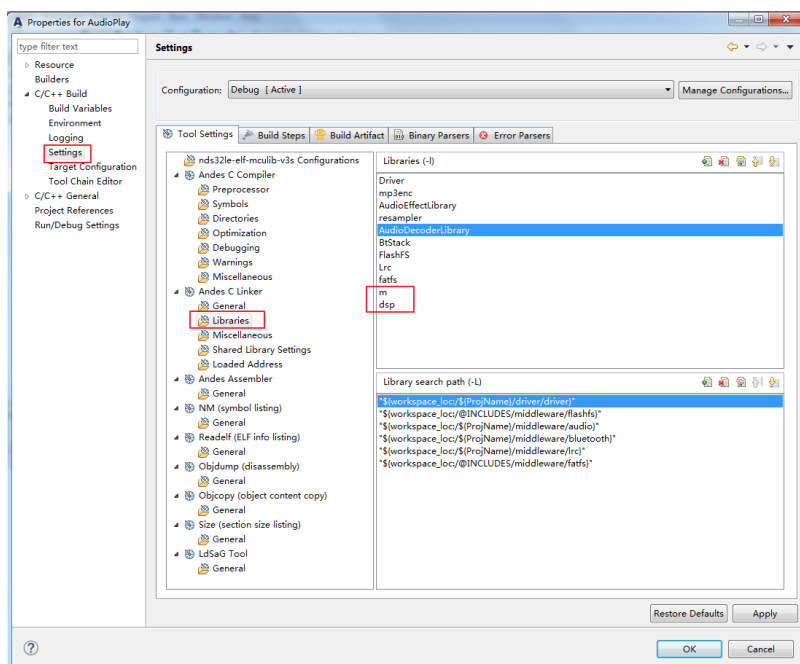 Properties for AudioPlay
type filter text
Resource
Builders
C/C++ Build
Build Variables
Environment
Logging
Settings
Target Configuration
Tool Chain Editor
C/C++ General
Project References
Run/Debug Settings
Settings
Configuration:
Debug [ Active ]
Manage Configurations...
Tool Settings
Build Steps
Build Artifact
Binary Parsers
Error Parsers
nds32le-elf-mculib-v3s Configurations
Andes C Compiler
Preprocessor
Symbols
Directories
Optimization
Debugging
Warnings
Miscellaneous
Andes C Linker
General
Libraries
Miscellaneous
Shared Library Settings
Loaded Address
Andes Assembler
General
NM (symbol listing)
General
Readelf (ELF info listing)
General
Objdump (disassembly)
General
Objcopy (object content copy)
General
Size (section size listing)
General
LdSaG Tool
General
Libraries (-l)
Driver
mp3enc
AudioEffectLibrary
resampler
AudioDecoderLibrary
BtStack
FlashFS
Lrc
fatfs
m
dsp
Library search path (-L)
"${workspace_loc:/${ProjName}/driver/driver}"
"${workspace_loc:/@INCLUDES/middleware/flashfs}"
"${workspace_loc:/${ProjName}/middleware/audio}"
"${workspace_loc:/${ProjName}/middleware/bluetooth}"
"${workspace_loc:/${ProjName}/middleware/lrc}"
"${workspace_loc:/@INCLUDES/middleware/fatfs}"
Restore Defaults
Apply
OK
Cancel